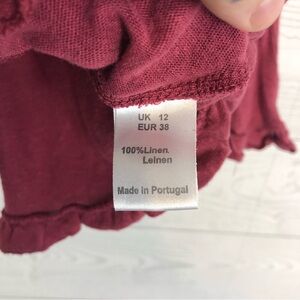 UK 12
EUR 38
100%Linen.
Leinen
Made in Portugal